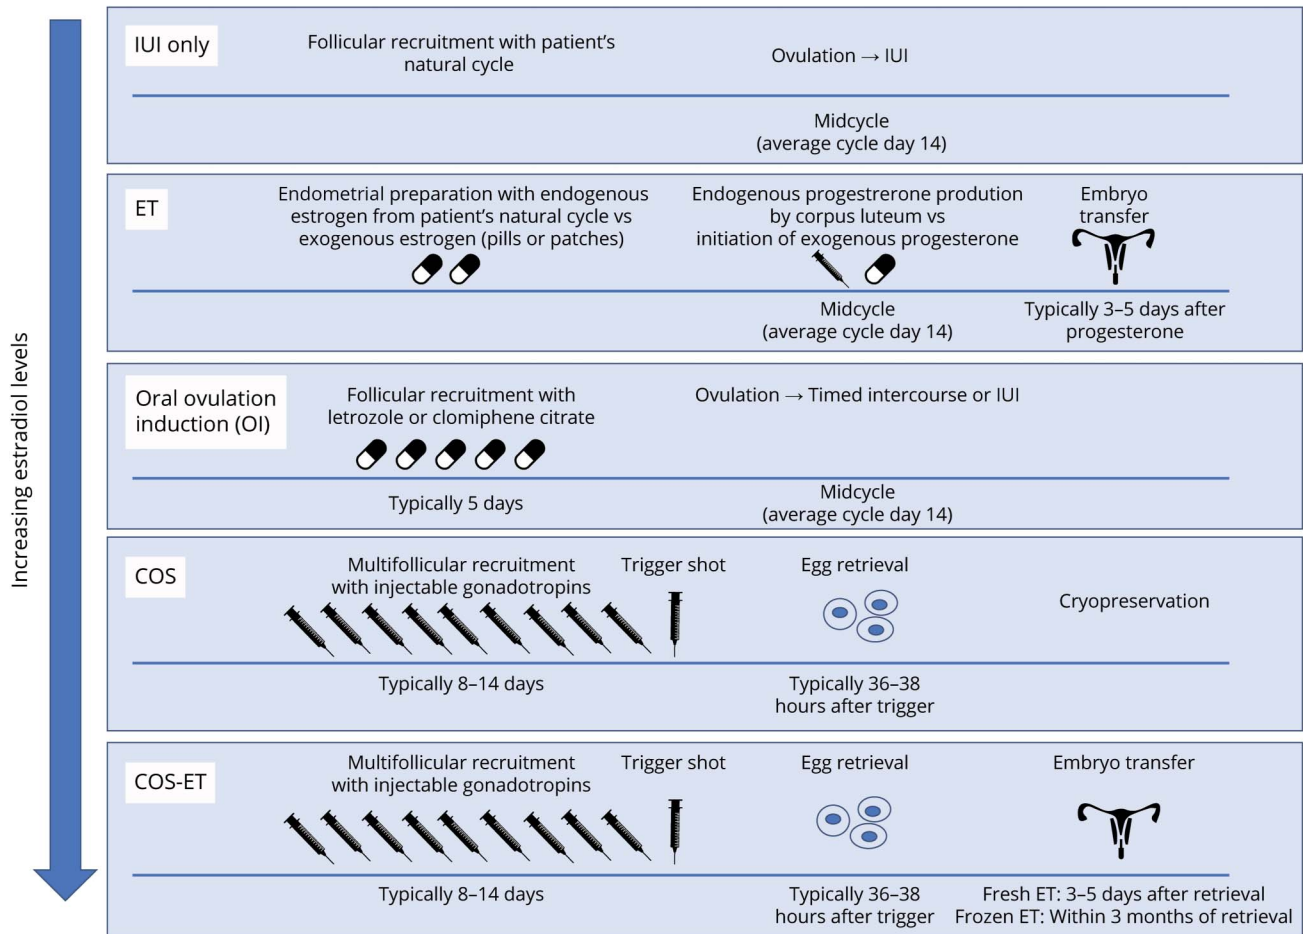 Increasing estradiol levels
IUI only
Follicular recruitment with patient's
natural cycle
Ovulation → IUI
Midcycle
(average cycle day 14)
ET
Endometrial preparation with endogenous
estrogen from patient's natural cycle vs
exogenous estrogen (pills or patches)
Endogenous progestrerone prodution
by corpus luteum vs
initiation of exogenous progesterone
Embryo
transfer
Midcycle
(average cycle day 14)
Typically 3–5 days after
progesterone
Oral ovulation
induction (OI)
Follicular recruitment with
letrozole or clomiphene citrate
Ovulation → Timed intercourse or IUI
Typically 5 days
Midcycle
(average cycle day 14)
COS
Multifollicular recruitment
with injectable gonadotropins
Trigger shot
Egg retrieval
Cryopreservation
Typically 8–14 days
Typically 36–38
hours after trigger
COS-ET
Multifollicular recruitment
with injectable gonadotropins
Trigger shot
Egg retrieval
Embryo transfer
Typically 8–14 days
Typically 36–38
hours after trigger
Fresh ET: 3–5 days after retrieval
Frozen ET: Within 3 months of retrieval